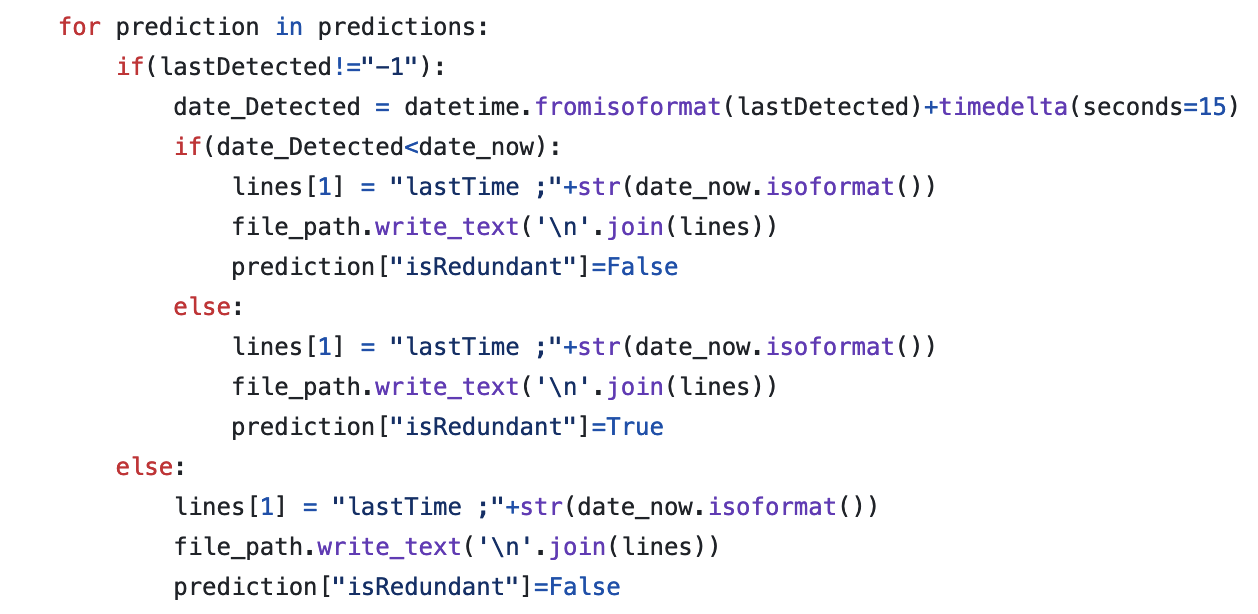 for prediction in predictions:
    if(lastDetected!="-1"):
        date_Detected = datetime.fromisoformat(lastDetected)+timedelta(seconds=15)
        if(date_Detected<date_now):
            lines[1] = "lastTime ;"+str(date_now.isoformat())
            file_path.write_text('\n'.join(lines))
            prediction["isRedundant"]=False
        else:
            lines[1] = "lastTime ;"+str(date_now.isoformat())
            file_path.write_text('\n'.join(lines))
            prediction["isRedundant"]=True
    else:
        lines[1] = "lastTime ;"+str(date_now.isoformat())
        file_path.write_text('\n'.join(lines))
        prediction["isRedundant"]=False